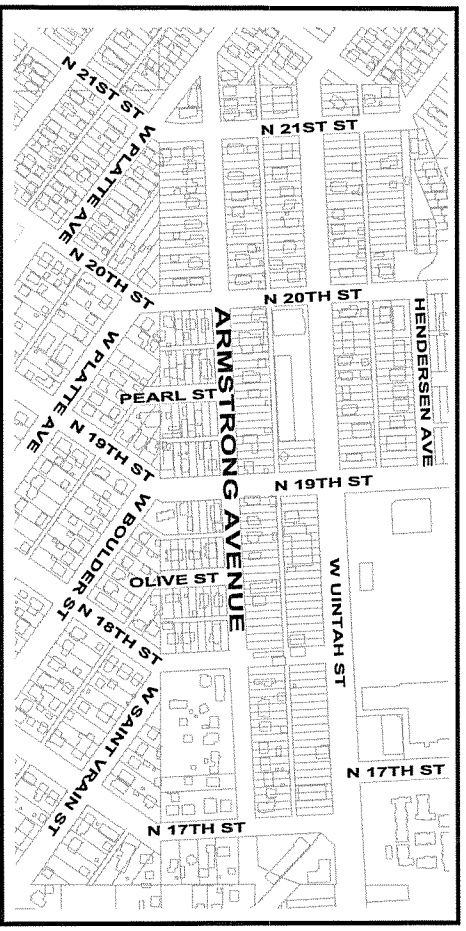 N 21ST ST
W PLATTE AVE
N 21ST ST
N 20TH ST
N 20TH ST
HENDERSEN AVE
ARMSTRONG AVENUE
W PLATTE AVE
PEARL ST
N 19TH ST
N 19TH ST
W BOULDER ST
OLIVE ST
W UINTAH ST
N 18TH ST
W SAINT VRAIN ST
N 17TH ST
N 17TH ST